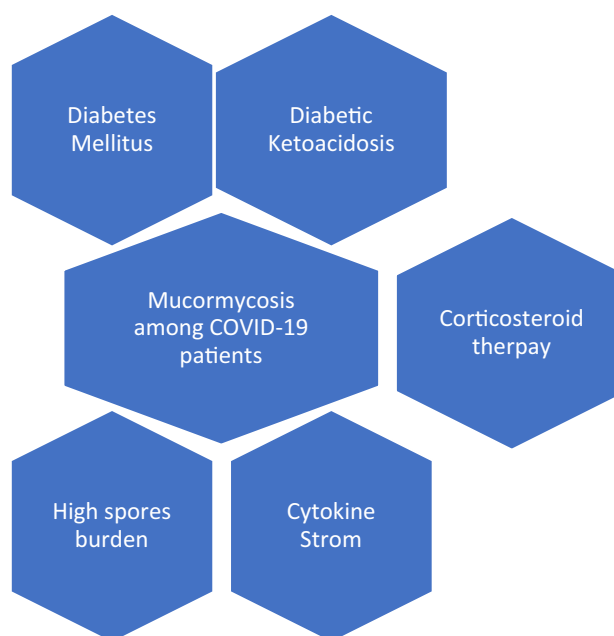 Diabetes
Mellitus
Diabetic
Ketoacidosis
Mucormycosis
among COVID-19
patients
Corticosteroid
therpay
High spores
burden
Cytokine
Strom